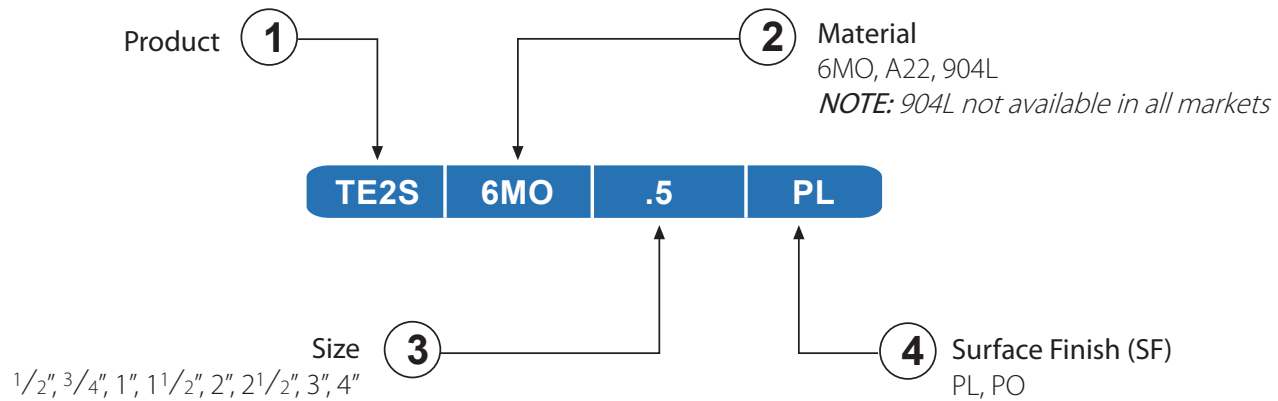 Product 1
2 Material
6MO, A22, 904L
NOTE: 904L not available in all markets
TE2S 6MO .5 PL
Size 3
1/2", 3/4", 1", 1 1/2", 2", 2 1/2", 3", 4"
4 Surface Finish (SF)
PL, PO